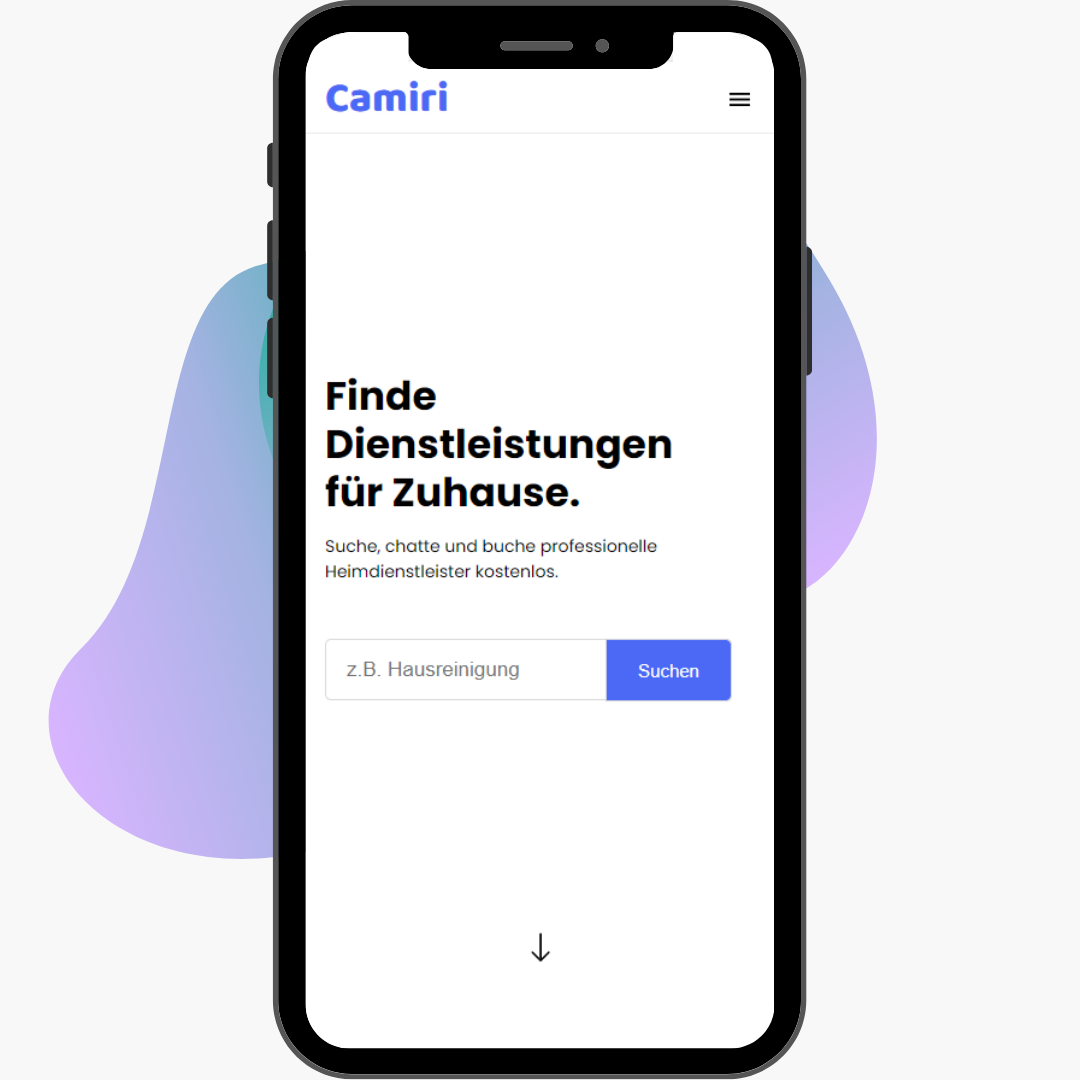 Camiri
Finde
Dienstleistungen
für Zuhause.
Suche, chatte und buche professionelle
Heimdienstleister kostenlos.
z.B. Hausreinigung
Suchen